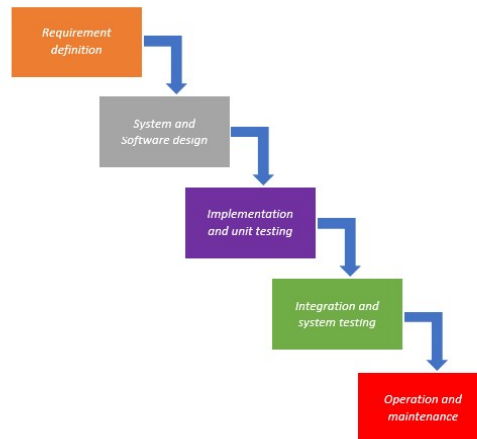 Requirement
definition
System and
Software design
Implementation
and unit testing
Integration and
system testing
Operation and
maintenance